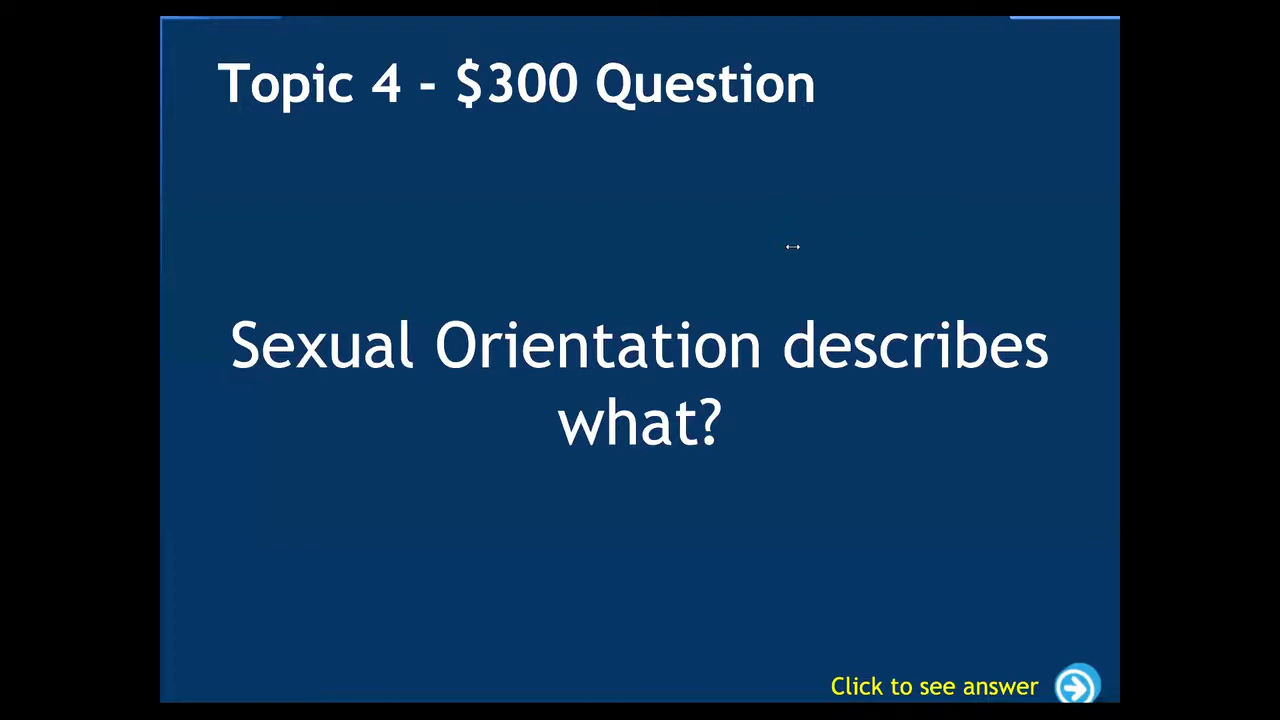 Topic 4 - $300 Question
Sexual Orientation describes
what?
Click to see answer